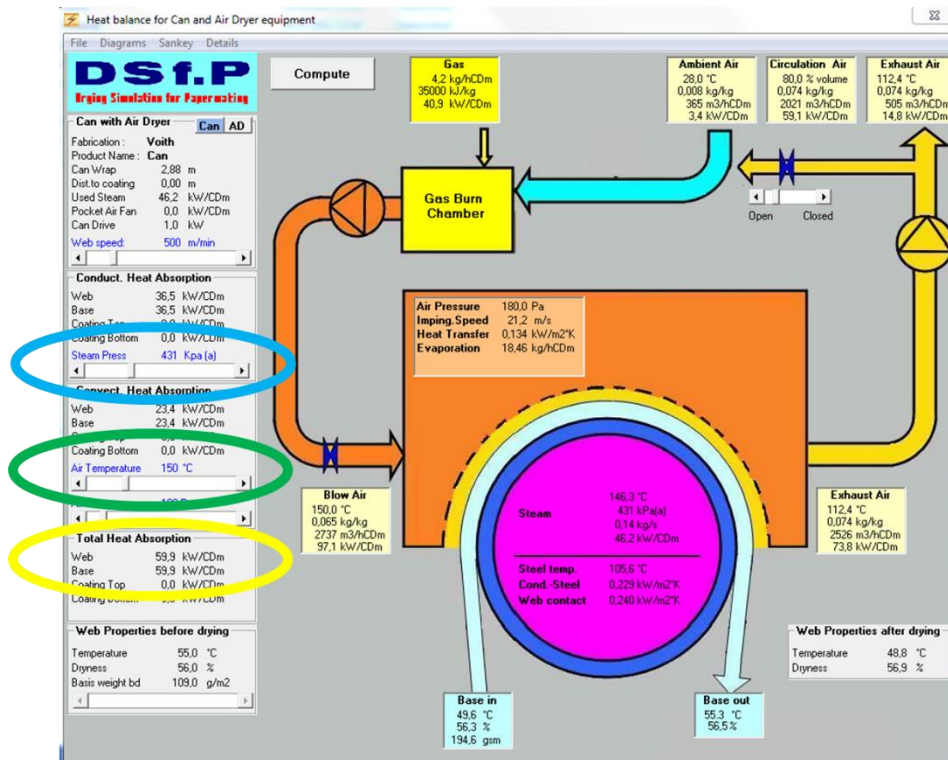 Heat balance for Can and Air Dryer equipment
File Diagrams Sankey Details
DSf.P
Drying Simulation for Papermaking
Compute
Can with Air Dryer Can AD
Fabrication : Voith
Product Name : Can
Can Wrap 2,88 m
Dist.to coating 0,00 m
Used Steam 46,2 kW/CDm
Pocket Air Fan 0,0 kW/CDm
Can Drive 1,0 kW
Web speed: 500 m/min
Conduct. Heat Absorption
Web 36,5 kW/CDm
Base 36,5 kW/CDm
Coating Top 0,0 kW/CDm
Coating Bottom 0,0 kW/CDm
Steam Press 431 Kpa(a)
Convect. Heat Absorption
Web 23,4 kW/CDm
Base 23,4 kW/CDm
Coating Bottom 0,0 kW/CDm
Air Temperature 150 °C
Total Heat Absorption
Web 59,9 kW/CDm
Base 59,9 kW/CDm
Coating Top 0,0 kW/CDm
Coating Bottom 0,0 kW/CDm
Web Properties before drying
Temperature 55,0 °C
Dryness 56,0 %
Basis weight bd 109,0 g/m2
Gas
4,2 kg/hCDm
35000 kJ/kg
40,9 kW/CDm
Ambient Air
28,0 °C
0,008 kg/kg
365 m3/hCDm
3,4 kW/CDm
Circulation Air
80,0 % volume
0,074 kg/kg
2021 m3/hCDm
59,1 kW/CDm
Exhaust Air
112,4 °C
0,074 kg/kg
505 m3/hCDm
14,8 kW/CDm
Gas Burn
Chamber
Open Closed
Air Pressure 180,0 Pa
Imping.Speed 21,2 m/s
Heat Transfer 0,134 kW/m2*K
Evaporation 18,46 kg/hCDm
Blow Air
150,0 °C
0,065 kg/kg
2737 m3/hCDm
97,1 kW/CDm
146,3 °C
Steam 431 kPa(a)
0,14 kg/s
46,2 kW/CDm
Steel temp. 105,6 °C
Cond.-Steel 0,229 kW/m2*K
Web contact 0,240 kW/m2*K
Exhaust Air
112,4 °C
0,074 kg/kg
2526 m3/hCDm
73,8 kW/CDm
Web Properties after drying
Temperature 48,8 °C
Dryness 56,9 %
Base in
49,6 °C
56,3 %
194,6 gsm
Base out
55,3 °C
56,5%